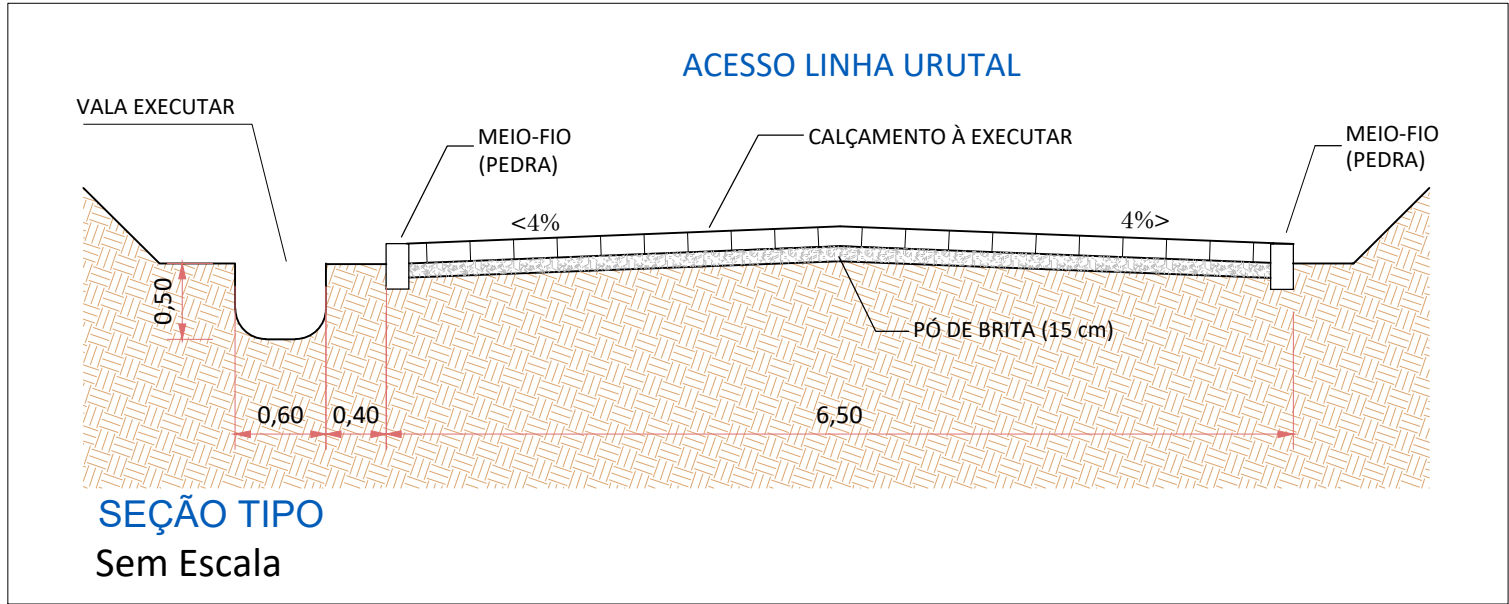 ACESSO LINHA URUTAL
VALA EXECUTAR
MEIO-FIO
(PEDRA)
CALÇAMENTO À EXECUTAR
MEIO-FIO
(PEDRA)
<4%
4%>
0,50
PÓ DE BRITA (15 cm)
0,60
0,40
6,50
SEÇÃO TIPO
Sem Escala